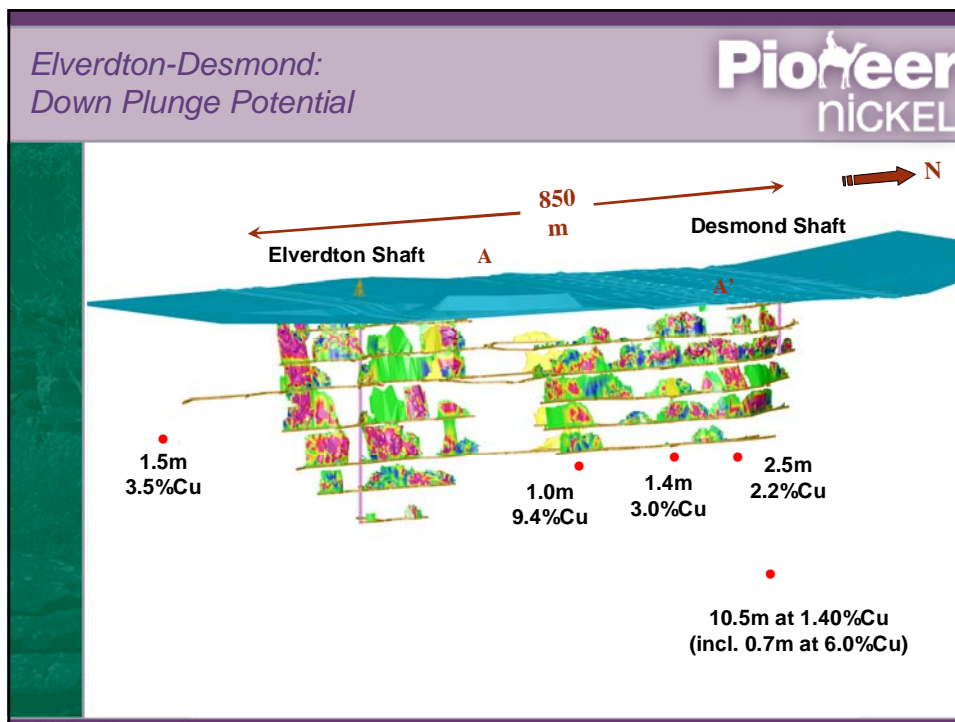 Elverdton-Desmond:
Down Plunge Potential
Pioneer
niCKEL
N
850
m
Desmond Shaft
Elverdton Shaft
A
A'
1.5m
3.5%Cu
1.0m
9.4%Cu
1.4m
3.0%Cu
2.5m
2.2%Cu
10.5m at 1.40%Cu
(incl. 0.7m at 6.0%Cu)